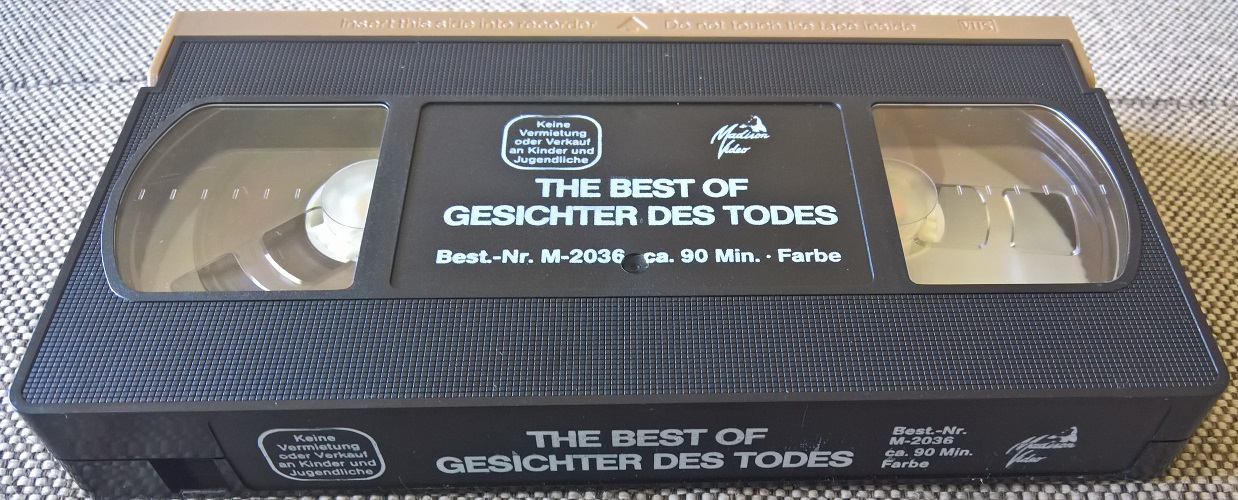 Insert this side into recorder Do not touch the tape inside VHS
Keine
Vermietung
oder Verkauf
an Kinder und
Jugendliche
Madison
Video
THE BEST OF
GESICHTER DES TODES
Best.-Nr. M-2036 ca. 90 Min. · Farbe
Keine
Vermietung
oder Verkauf
an Kinder und
Jugendliche
THE BEST OF
GESICHTER DES TODES
Best.-Nr.
M-2036
ca. 90 Min.
Farbe
Madison
Video